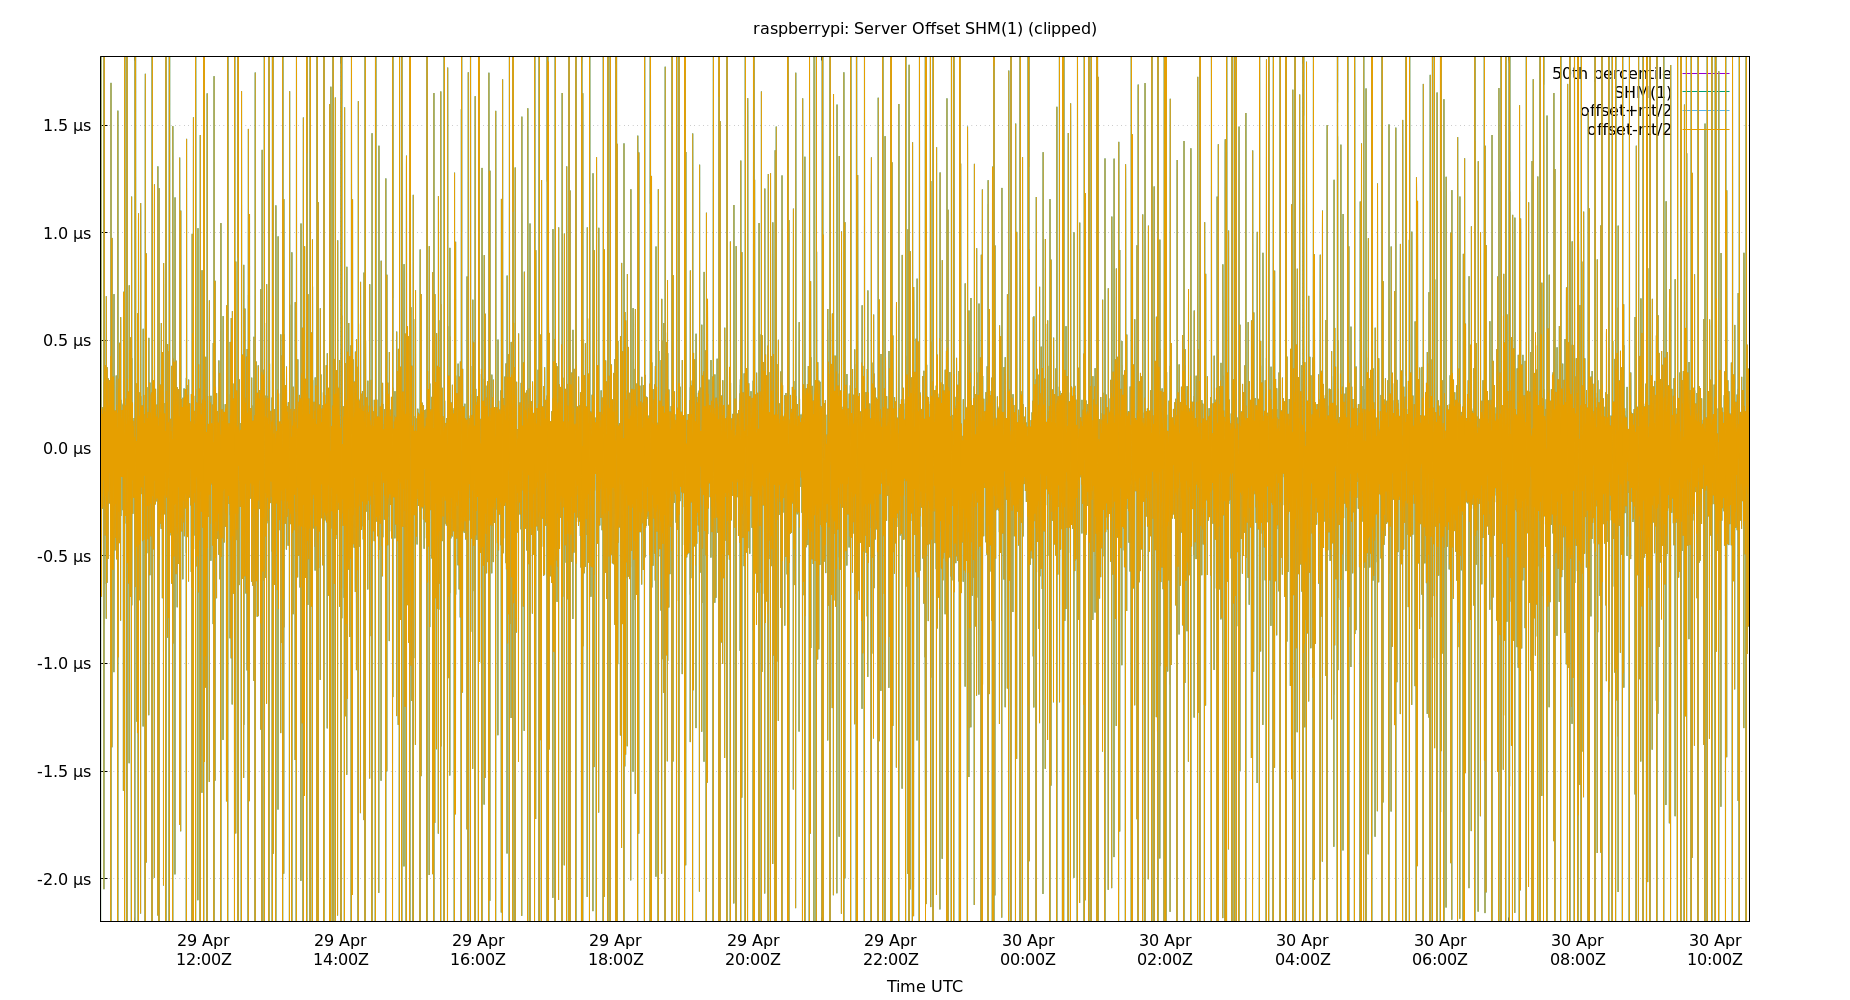 raspberrypi: Server Offset SHM(1) (clipped)
50th percentile
SHM(1)
offset+rtt/2
offset-rtt/2
1.5 µs
1.0 µs
0.5 µs
0.0 µs
-0.5 µs
-1.0 µs
-1.5 µs
-2.0 µs
29 Apr 29 Apr 29 Apr 29 Apr 29 Apr 29 Apr 30 Apr 30 Apr 30 Apr 30 Apr 30 Apr 30 Apr
12:00Z 14:00Z 16:00Z 18:00Z 20:00Z 22:00Z 00:00Z 02:00Z 04:00Z 06:00Z 08:00Z 10:00Z
Time UTC